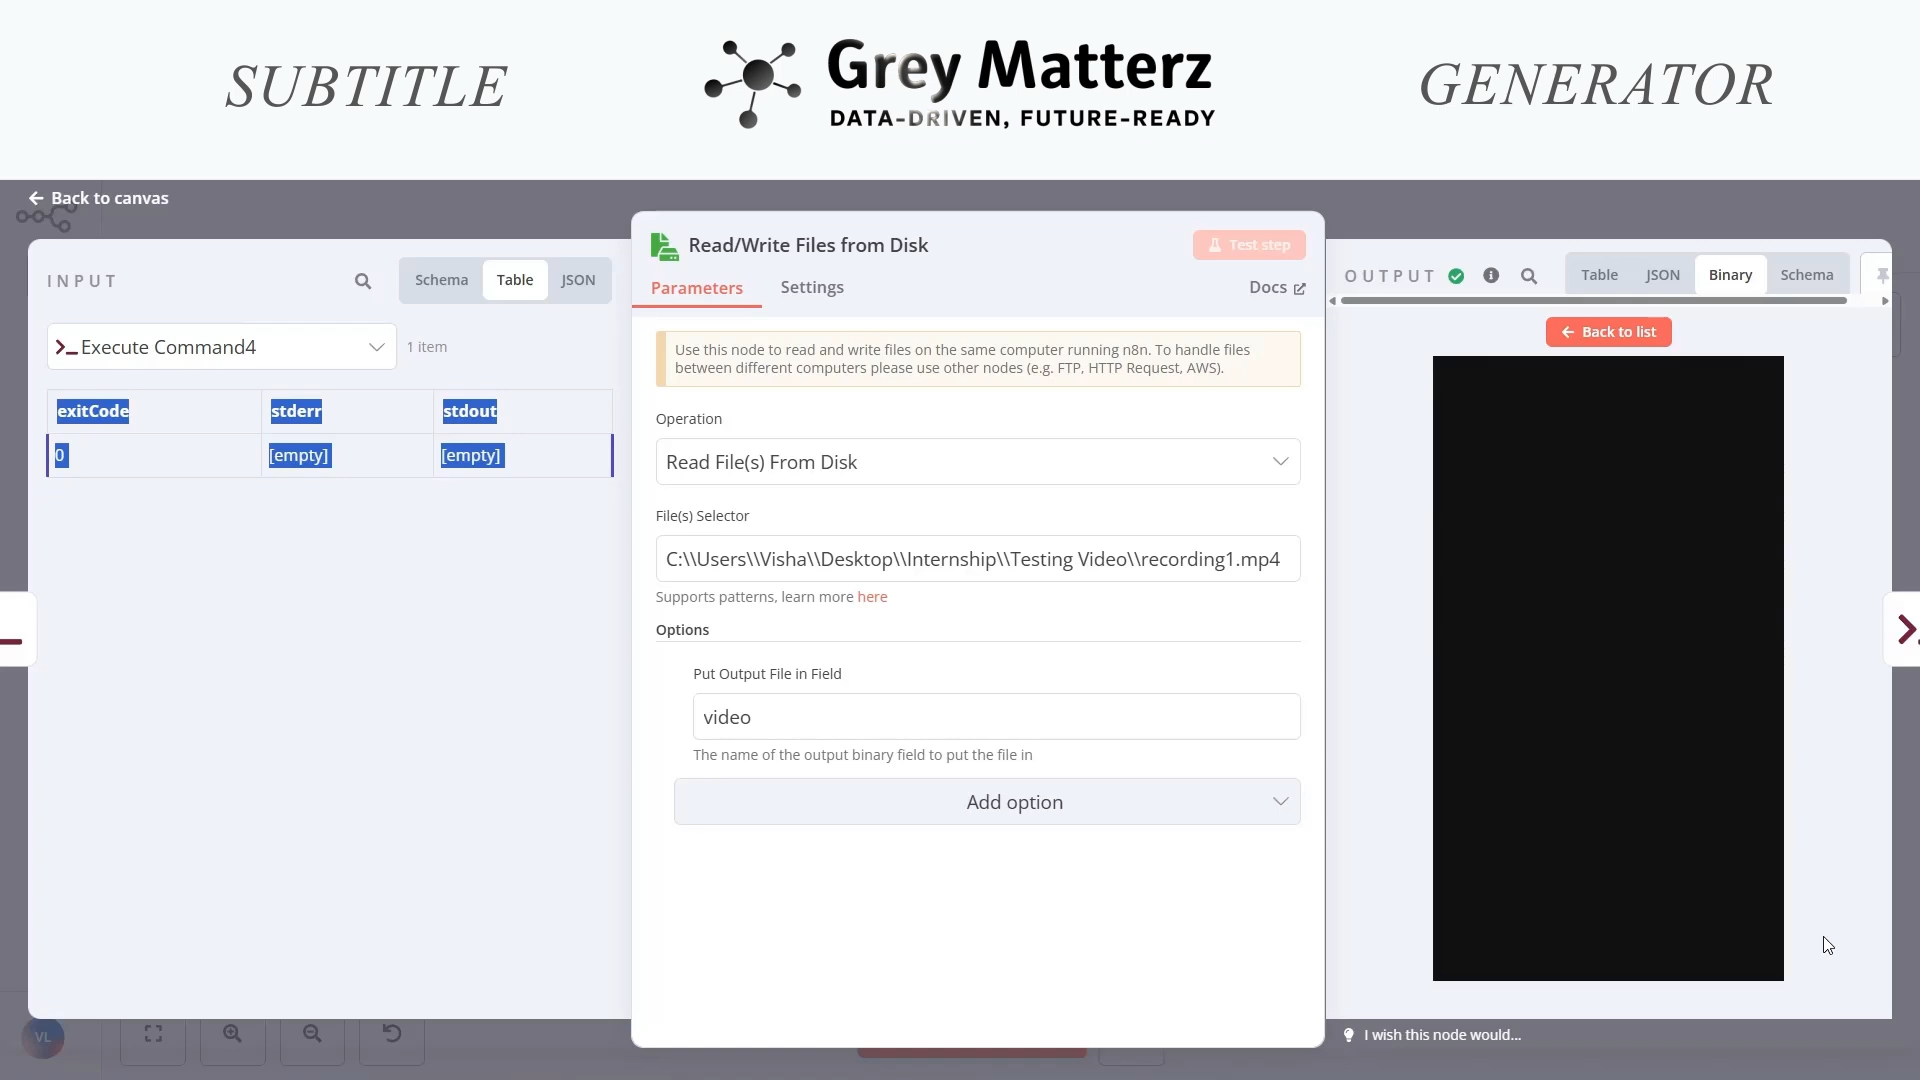 SUBTITLE
Grey Matterz
DATA-DRIVEN, FUTURE-READY
GENERATOR
Back to canvas
INPUT
Schema
Table
JSON
Execute Command4
1 item
exitCode
stderr
stdout
0
[empty]
[empty]
Read/Write Files from Disk
Test step
Parameters
Settings
Docs
Use this node to read and write files on the same computer running n8n. To handle files
between different computers please use other nodes (e.g. FTP, HTTP Request, AWS).
Operation
Read File(s) From Disk
File(s) Selector
C:\\Users\\Visha\\Desktop\\Internship\\Testing Video\\recording1.mp4
Supports patterns, learn more here
Options
Put Output File in Field
video
The name of the output binary field to put the file in
Add option
OUTPUT
Table
JSON
Binary
Schema
Back to list
I wish this node would...
VL